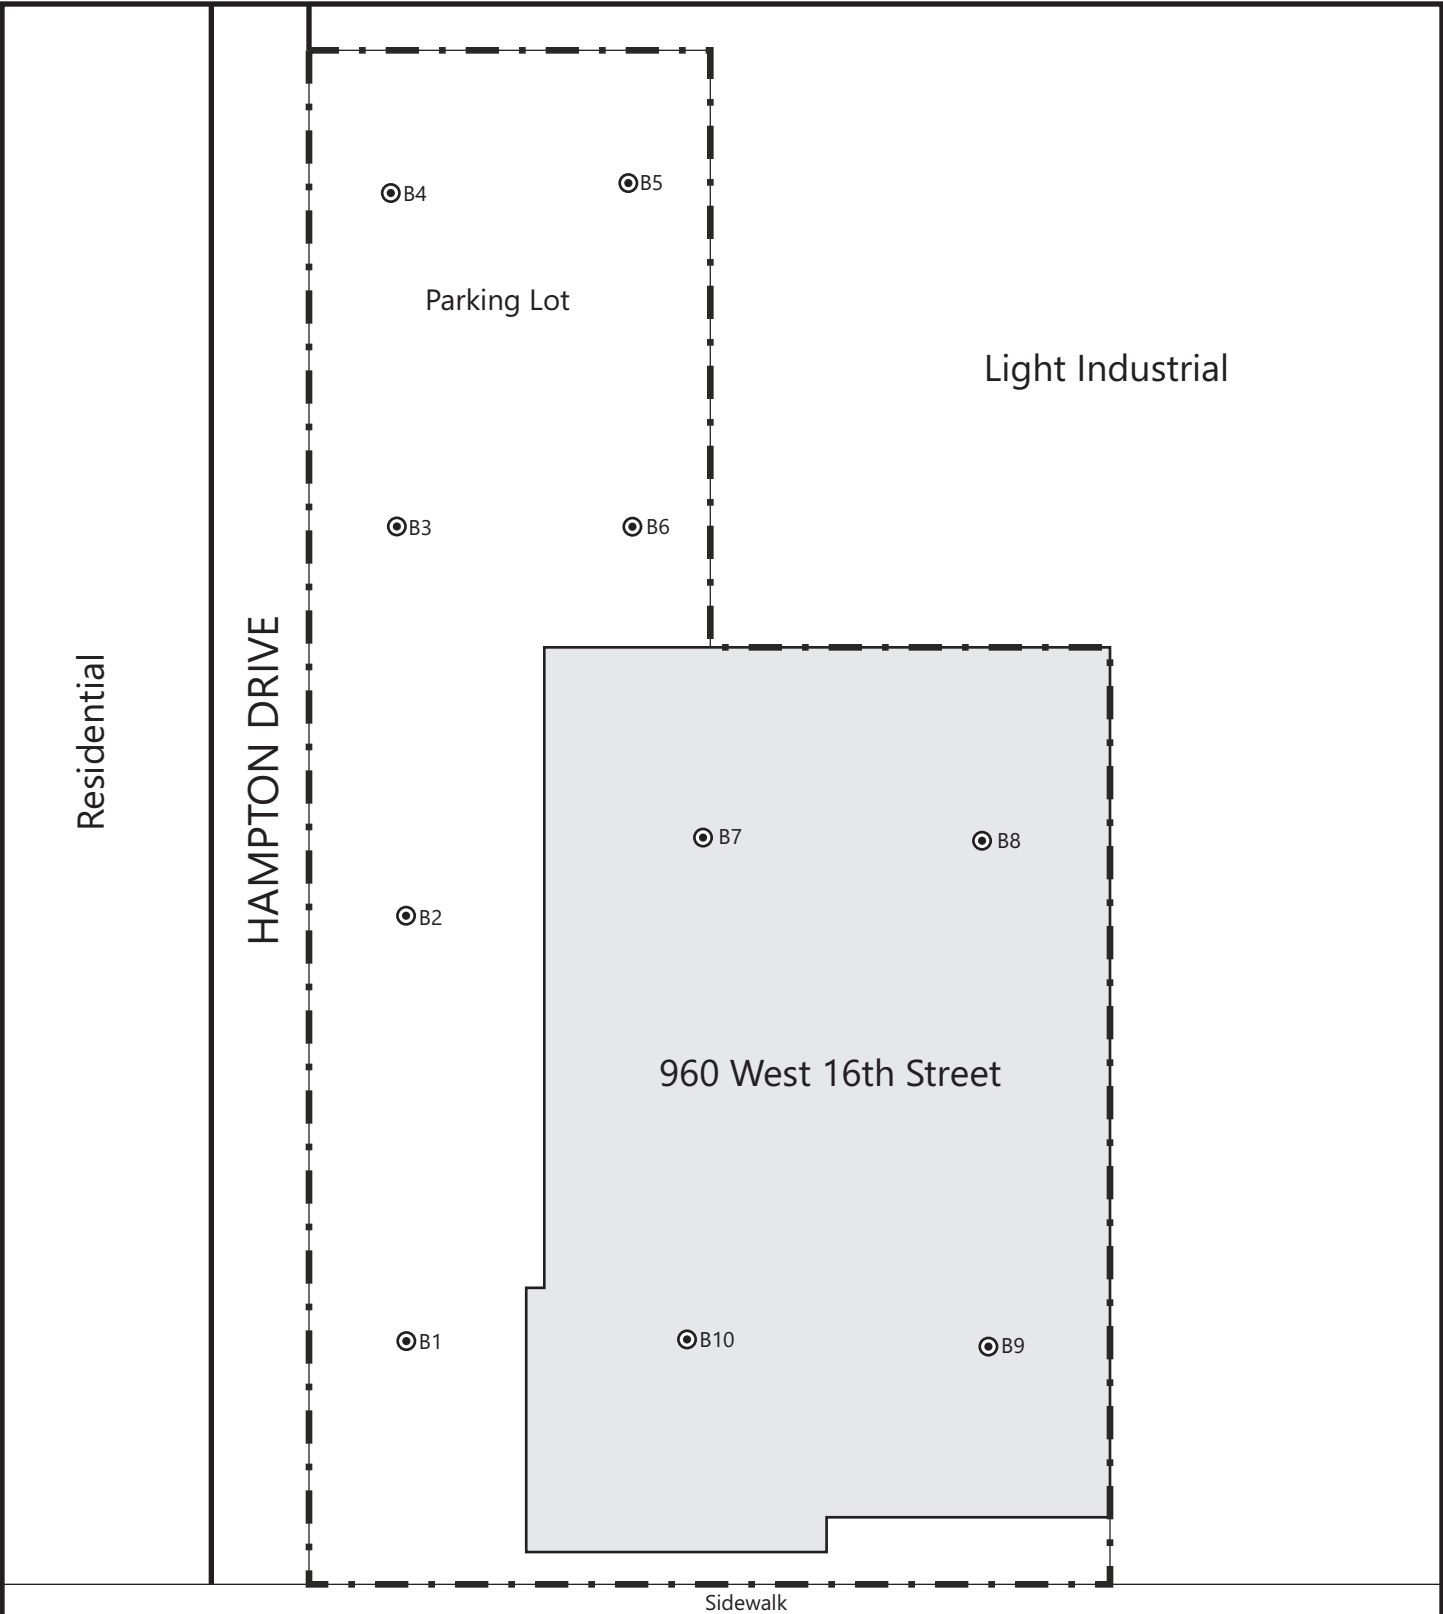 B4
B5
Parking Lot
Light Industrial
B3
B6
Residential
HAMPTON DRIVE
B7
B8
B2
960 West 16th Street
B1
B10
B9
Sidewalk